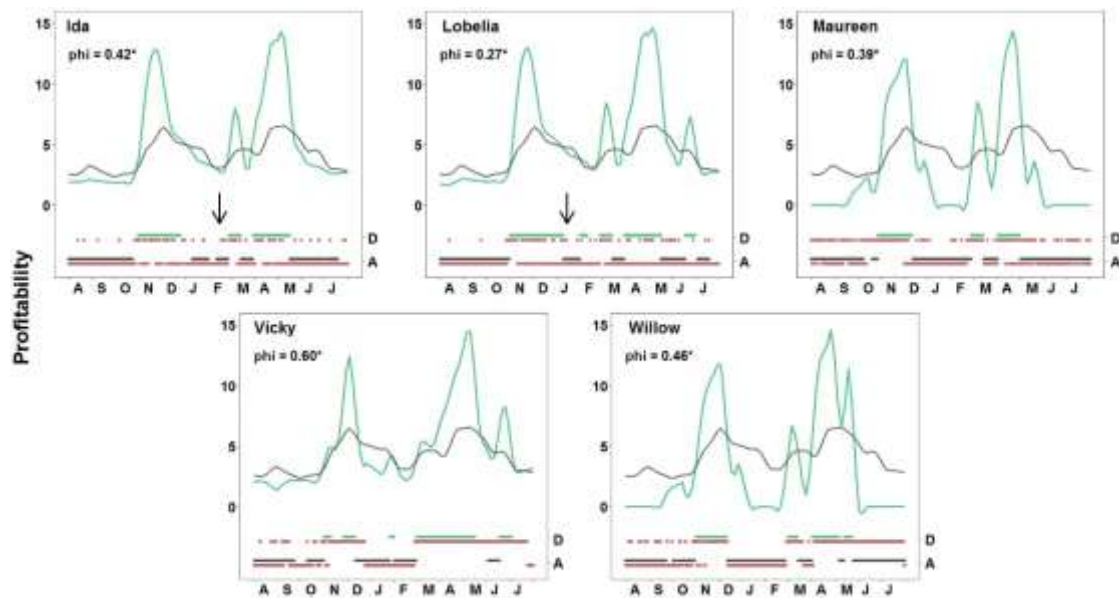 Profitability
Ida
phi = 0.42*
15
10
5
0
D
A
A S O N D J F M A M J J
Lobelia
phi = 0.27*
15
10
5
0
D
A
A S O N D J F M A M J J
Maureen
phi = 0.39*
15
10
5
0
D
A
A S O N D J F M A M J J
Vicky
phi = 0.60*
15
10
5
0
D
A
A S O N D J F M A M J J
Willow
phi = 0.46*
15
10
5
0
D
A
A S O N D J F M A M J J